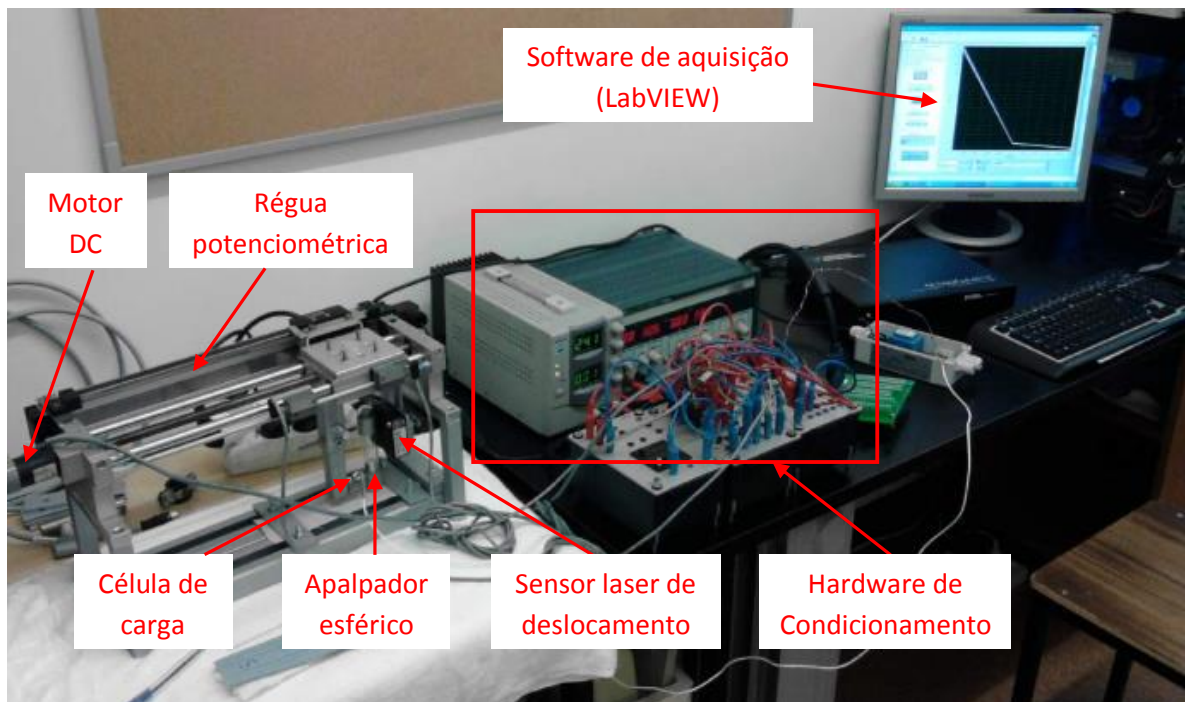 Software de aquisição
(LabVIEW)
Motor
DC
Régua
potenciométrica
Célula de
carga
Apalpador
esférico
Sensor laser de
deslocamento
Hardware de
Condicionamento